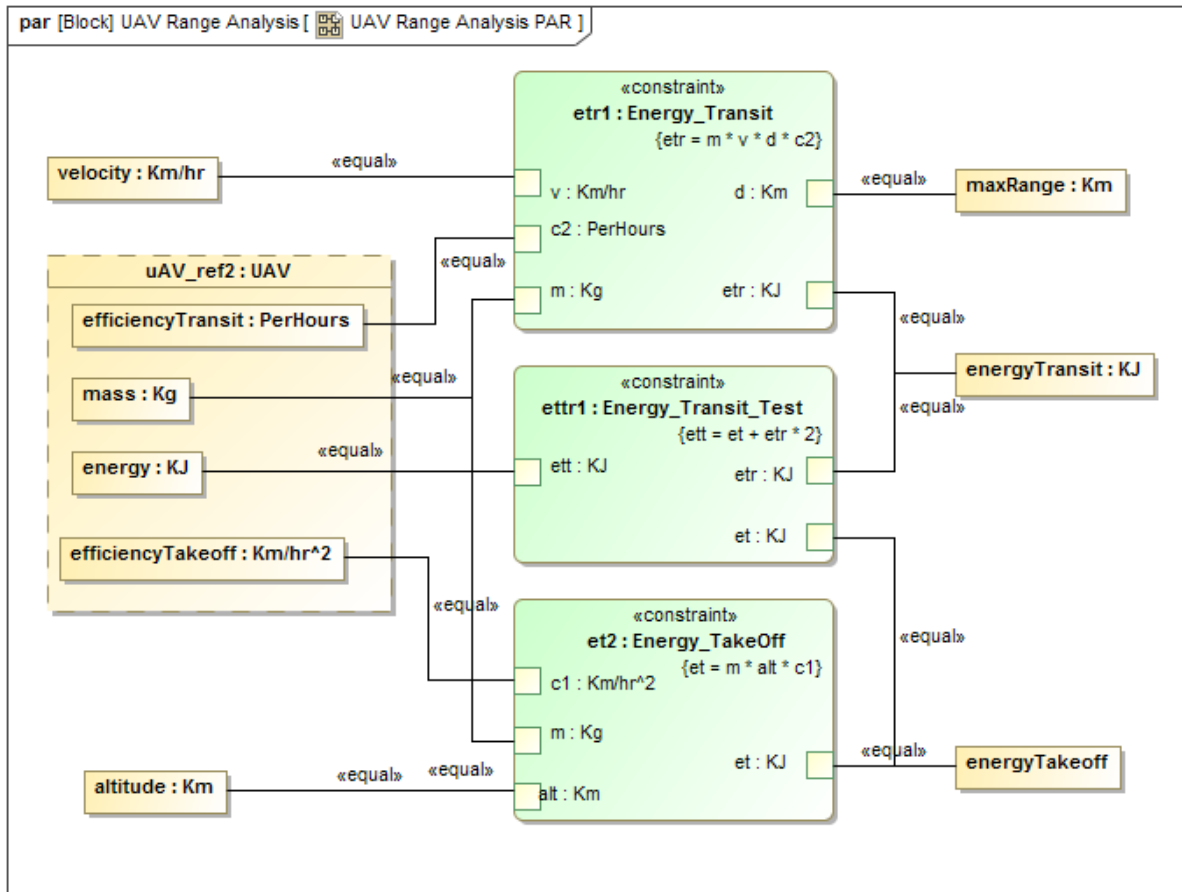 par [Block] UAV Range Analysis [ UAV Range Analysis PAR ]
«constraint»
etr1 : Energy_Transit
{etr = m * v * d * c2}
velocity : Km/hr
«equal»
v : Km/hr
d : Km
«equal»
maxRange : Km
c2 : PerHours
«equal»
m : Kg
etr : KJ
uAV_ref2 : UAV
efficiencyTransit : PerHours
«equal»
energyTransit : KJ
«equal»
mass : Kg
«equal»
«constraint»
ettr1 : Energy_Transit_Test
{ett = et + etr * 2}
energy : KJ
«equal»
ett : KJ
etr : KJ
et : KJ
efficiencyTakeoff : Km/hr^2
«equal»
«constraint»
et2 : Energy_TakeOff
{et = m * alt * c1}
«equal»
c1 : Km/hr^2
m : Kg
et : KJ
«equal»
energyTakeoff
altitude : Km
«equal»
«equal»
alt : Km